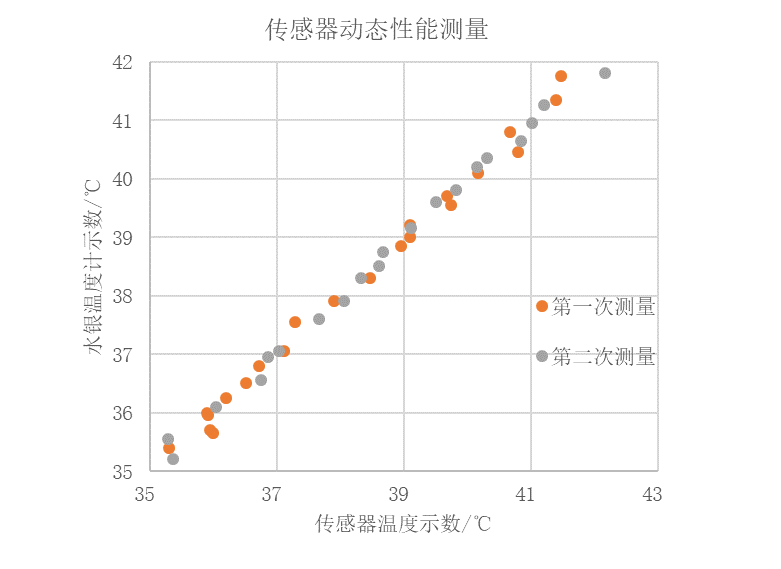 传感器动态性能测量
42
41
40
39
38
37
36
35
水银温度计示数/℃
第一次测量
第二次测量
35
37
39
41
43
传感器温度示数/℃